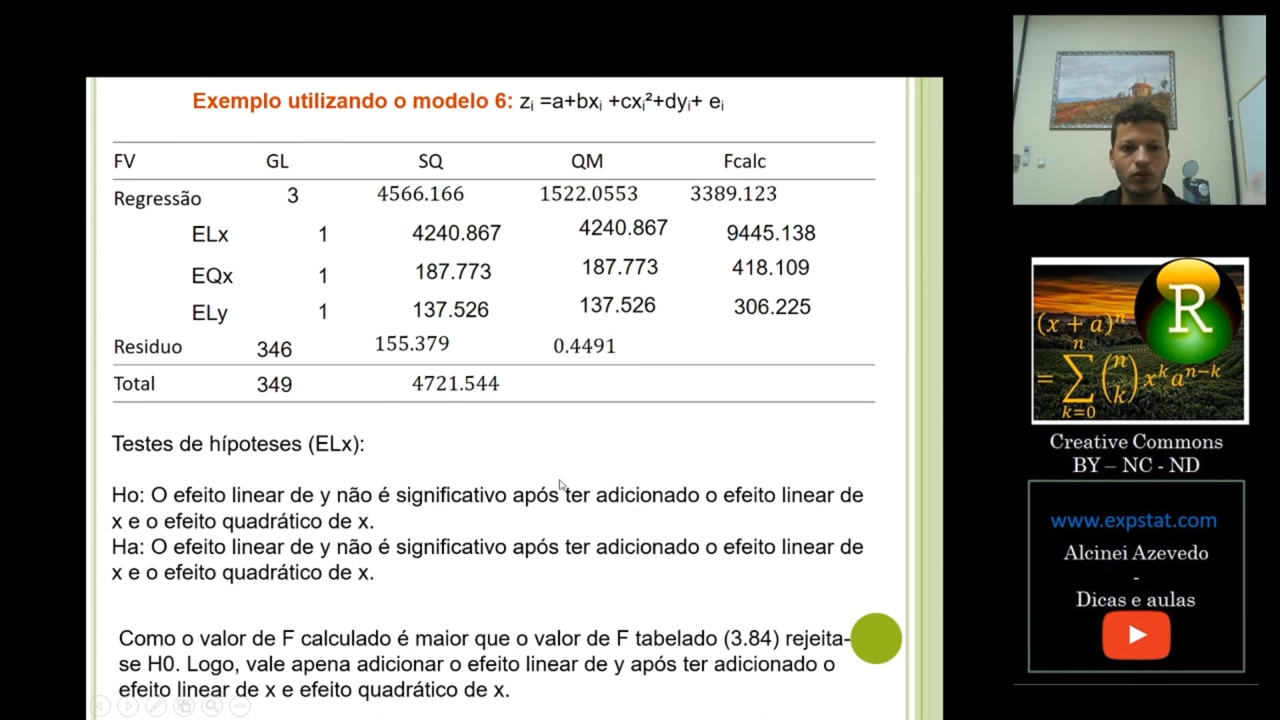 Exemplo utilizando o modelo 6: zᵢ =a+bxᵢ +cxᵢ²+dyᵢ+ eᵢ
FV GL SQ QM Fcalc
Regressão 3 4566.166 1522.0553 3389.123
ELx 1 4240.867 4240.867 9445.138
EQx 1 187.773 187.773 418.109
ELy 1 137.526 137.526 306.225
Residuo 346 155.379 0.4491
Total 349 4721.544
Testes de hípoteses (ELx):
Ho: O efeito linear de y não é significativo após ter adicionado o efeito linear de
x e o efeito quadrático de x.
Ha: O efeito linear de y não é significativo após ter adicionado o efeito linear de
x e o efeito quadrático de x.
Como o valor de F calculado é maior que o valor de F tabelado (3.84) rejeita-
se H0. Logo, vale apena adicionar o efeito linear de y após ter adicionado o
efeito linear de x e efeito quadrático de x.
R
(x + a)ⁿ
= ∑ₖ₌₀ⁿ (n k) xᵏaⁿ⁻ᵏ
Creative Commons
BY – NC - ND
www.expstat.com
Alcinei Azevedo
-
Dicas e aulas